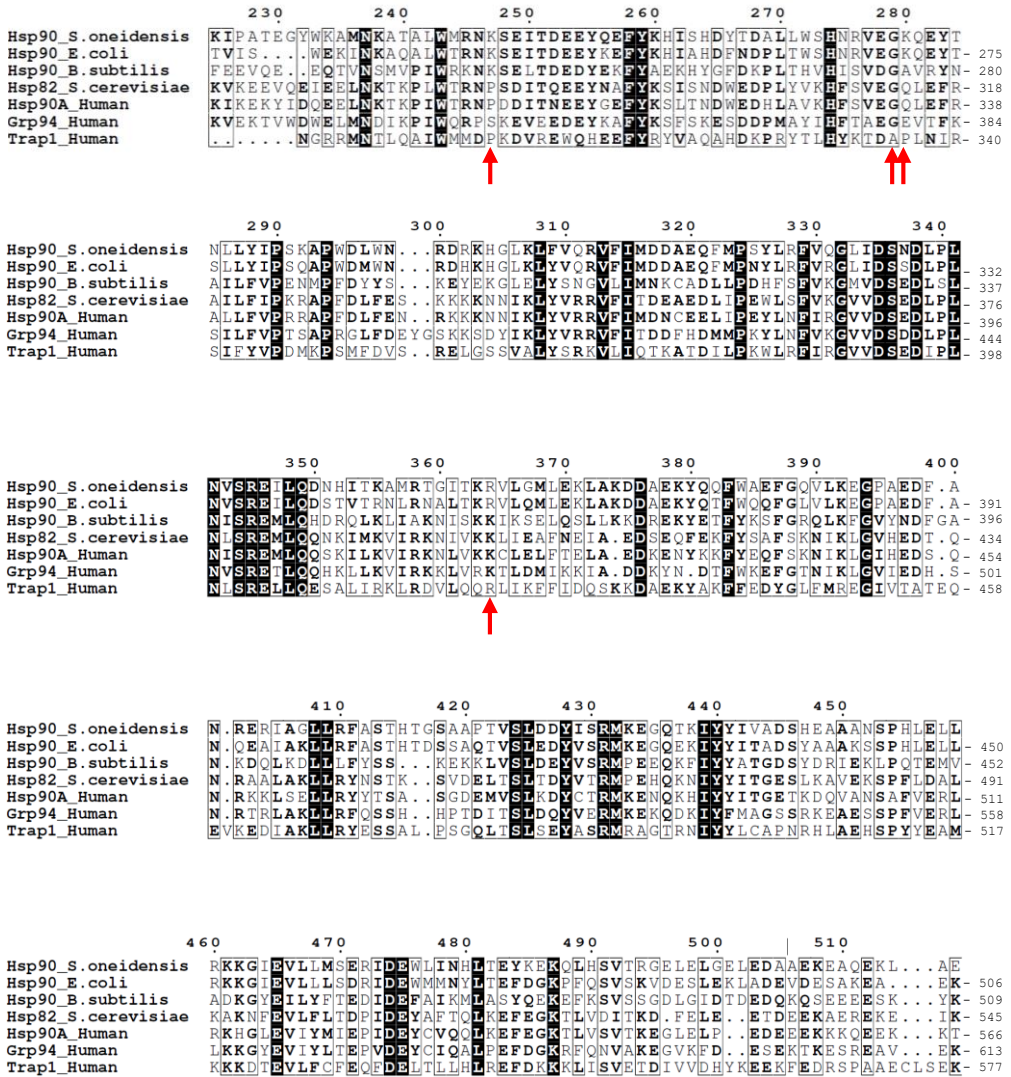 230 240 250 260 270 280
Hsp90_S.oneidensis KIPATEGYWKAMNKATALWMRNKSEITDEEYQEFYKHISHDYTDALLWSHNRVEGKQEYT
Hsp90_E.coli TVIS...WEKINKAQALWTRNKSEITDEEYKEFYKHIAHDFNDPLTWSHNRVEGKQEYT- 275
Hsp90_B.subtilis FEEVQE..EQTVNSMVPIWRKNKSELTDEDYEKFYAEKHYGFDKPLTHVHISVDGAVRYN- 280
Hsp82_S.cerevisiae KVKEEVQEIEELNKTKPLWTRNPSDITQEEYNAFYKSISNDWEDPLYVKHFSVEGQLEFR- 318
Hsp90A_Human KIKEKYIDQEELNKTKPIWTRNPDDITNEEYGEFYKSLTNDWEDHLAVKHFSVEGQLEFR- 338
Grp94_Human KVEKTVWDWELMNDIKPIWQRPSKEVEEDEYKAFYKSFSKESDDPMAYIHFTAEGEVTFK- 384
Trap1_Human ......NGRRMNTLQAIWMMDPKDVREWQHEEFYRYVAQAHDKPRYTLHYKTDAPLNIR- 340
290 300 310 320 330 340
Hsp90_S.oneidensis NLLYIPSKAPWDLWN...RDRKHGLKLFVQRVFIMDDAEQFMPSYLRFVQGLIDSNDLPL
Hsp90_E.coli SLLYIPSQAPWDMWN...RDHKHGLKLYVQRVFIMDDAEQFMPNYLRFVRGLIDSSDLPL- 332
Hsp90_B.subtilis AILFVPENMPFDYYS...KEYEKGLELYSNGVLIMNKCADLLPDHFSFVKGMVDSEDLSL- 337
Hsp82_S.cerevisiae AILFIPKRAPFDLFES..KKKKNNIKLYVRRVFITDEAEDLIPEWLSFVKGVVDSEDLPL- 376
Hsp90A_Human ALLFVPRRAPFDLFEN..RKKKNNIKLYVRRVFIMDNCEELIPEYLNFIRGVVDSEDLPL- 396
Grp94_Human SILFVPTSAPRGLFDEYGSKKSDYIKLYVRRVFITDDFHDMMPKYLNFVKGVVDSDDLPL- 444
Trap1_Human SIFYVPDMKPSMFDVS..RELGSSVALYSRKVLIQTKATDILPKWLRFIRGVVDSEDIPL- 398
350 360 370 380 390 400
Hsp90_S.oneidensis NVSREILQDNHITKAMRTGITKRVLGMLEKLAKDDAEKYQQFWAEFGQVLKEGPAEDF.A
Hsp90_E.coli NVSREILQDSTVTRNLRNALTKRVLQMLEKLAKDDAEKYQTFWQQFGLVLKEGPAEDF.A- 391
Hsp90_B.subtilis NISREMLQHDRQLKLIAKNISKKIKSELQSLLKKDREKYETFYKSFGRQLKFGVYNDFGA- 396
Hsp82_S.cerevisiae NLSREMLQQNKIMKVIRKNIVKKLIEAFNEIA.EDSEQFEKFYSAFSKNIKLGVHEDT.Q- 434
Hsp90A_Human NISREMLQQSKILKVIRKNLVKKCLELFTELA.EDKENYKKFYEQFSKNIKLGIHEDS.Q- 454
Grp94_Human NVSRETLQQHKLLKVIRKKLVRKTLDMIKKIA.DDKYN.DTFWKEFGTNIKLGVIEDH.S- 501
Trap1_Human NLSRELLQESALIRKLRDVLQQRLIKFFIDQSKKDAEKYAKFFEDYGLFMREGIVTATEQ- 458
410 420 430 440 450
Hsp90_S.oneidensis N.RERIAGLLRFASTHTGSAAPTVSLDDYISRMKEGQTKIYYIVADSHEAAANSPHLELL
Hsp90_E.coli N.QEAIAKLLRFASTHTDSSAQTVSLEDYVSRMKEGQEKIYYITADSYAAAKSSPHLELL- 450
Hsp90_B.subtilis N.KDQLKDLLLFYSS...KEKKLVSLDEYVSRMPEEQKFIYYATGDSYDRIEKLPQTEMV- 452
Hsp82_S.cerevisiae N.RAALAKLLRYNSTK..SVDELTSLTDYVTRMPEHQKNIYYITGESLKAVEKSPFLDAL- 491
Hsp90A_Human N.RKKLSELLRYYTSA..SGDEMVSLKDYCTRMKENQKHIYYITGETKDQVANSAFVERL- 511
Grp94_Human N.RTRLAKLLRFQSSH..HPTDITSLDQYVERMKEKQDKIYFMAGSSRKEAESSPFVERL- 558
Trap1_Human EVKEDIAKLLRYESSAL.PSGQLTSLSEYASRMRAGTRNIYYLCAPNRHLAEHSPYYEAM- 517
460 470 480 490 500 510
Hsp90_S.oneidensis RKKGIEVLLMSERIDEWLINHLTEYKEKQLHSVTRGELELGELEDAAEKEAQEKL...AE
Hsp90_E.coli RKKGIEVLLLSDRIDEWMMNYLTEFDGKPFQSVSKVDESLEKLADEVDESAKEA....EK- 506
Hsp90_B.subtilis ADKGYEILYFTEDIDEFAIKMLASYQEKEFKSVSSGDLGIDTDEDQKQSEEEESK...YK- 509
Hsp82_S.cerevisiae KAKNFEVLFLTDPIDEYAFTQLKEFEGKTLVDITKD.FELE..ETDEEKAEREKE...IK- 545
Hsp90A_Human RKHGLEVIYMIEPIDEYCVQQLKEFEGKTLVSVTKEGLELP..EDEEEKKKQEEK...KT- 566
Grp94_Human LKKGYEVIYLTEPVDEYCIQALPEFDGKRFQNVAKEGVKFD..ESEKTKESREAV...EK- 613
Trap1_Human KKKDTEVLFCFEQFDELTLLHLREFDKKKLISVETDIVVDHYKEEKFEDRSPAAECLSEK- 577